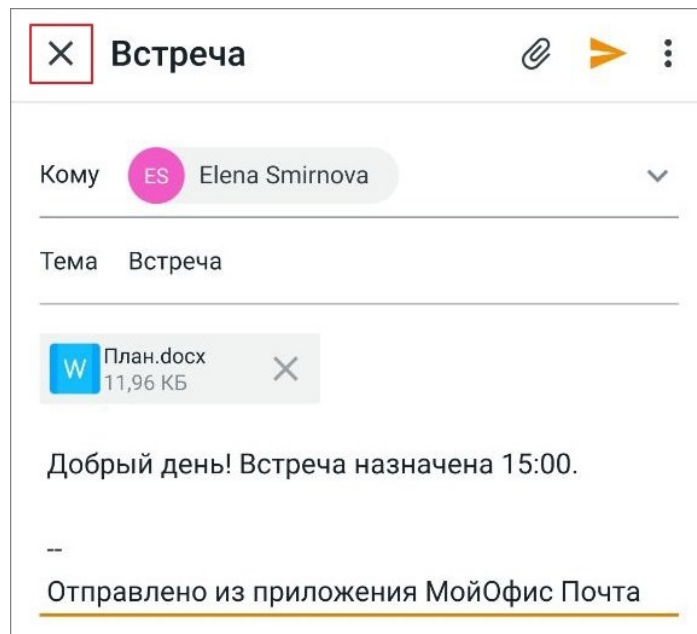 Встреча
Кому ES Elena Smirnova
Тема Встреча
W План.docx
11,96 КБ
Добрый день! Встреча назначена 15:00.
--
Отправлено из приложения МойОфис Почта